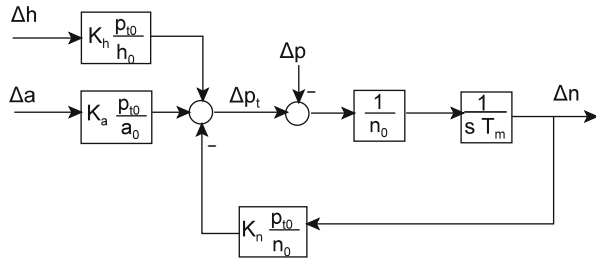 Δh
K_h p_t0 / h_0
Δp
Δa
K_a p_t0 / a_0
Δp_t
−
1 / n_0
1 / s T_m
Δn
−
K_n p_t0 / n_0